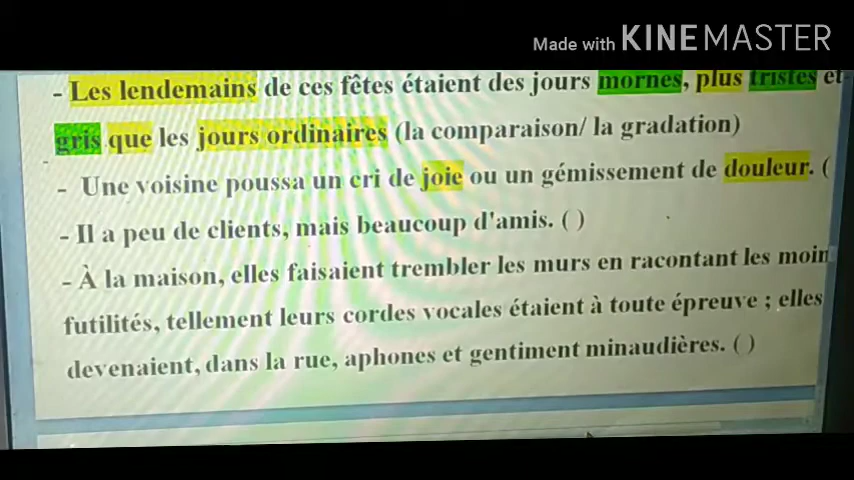 Made with KINEMASTER
- Les lendemains de ces fêtes étaient des jours mornes, plus tristes et
gris que les jours ordinaires (la comparaison/ la gradation)
- Une voisine poussa un cri de joie ou un gémissement de douleur. (
- Il a peu de clients, mais beaucoup d'amis. ( )
- À la maison, elles faisaient trembler les murs en racontant les moin
futilités, tellement leurs cordes vocales étaient à toute épreuve ; elles
devenaient, dans la rue, aphones et gentiment minaudières. ( )